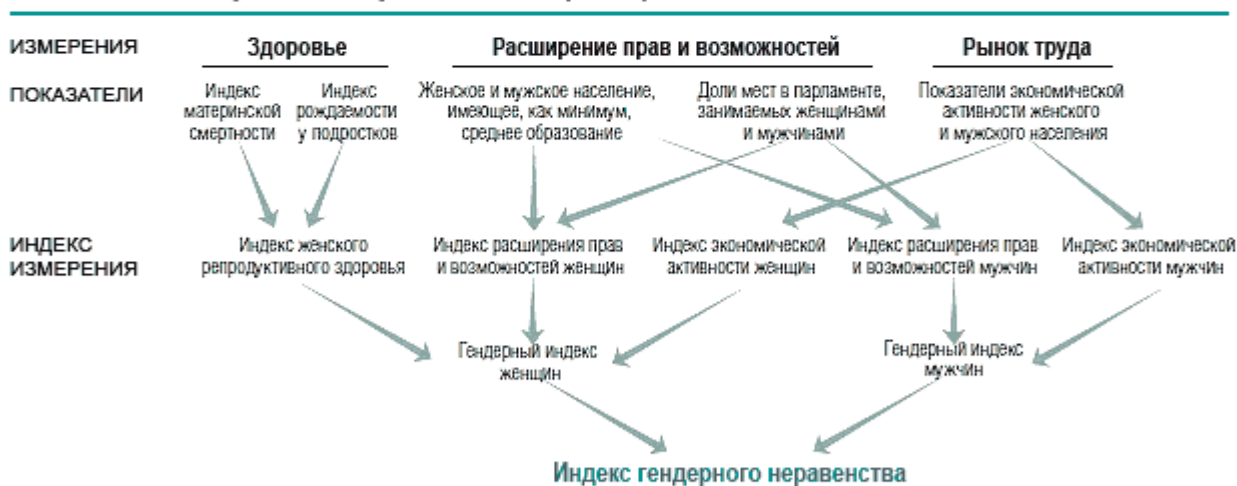 ИЗМЕРЕНИЯ
Здоровье
Расширение прав и возможностей
Рынок труда
ПОКАЗАТЕЛИ
Индекс
материнской
смертности
Индекс
рождаемости
у подростков
Женское и мужское население,
имеющее, как минимум,
среднее образование
Доли мест в парламенте,
занимаемых женщинами
и мужчинами
Показатели экономической
активности женского
и мужского населения
ИНДЕКС
ИЗМЕРЕНИЯ
Индекс женского
репродуктивного здоровья
Индекс расширения прав
и возможностей женщин
Индекс экономической
активности женщин
Индекс расширения прав
и возможностей мужчин
Индекс экономической
активности мужчин
Гендерный индекс
женщин
Гендерный индекс
мужчин
Индекс гендерного неравенства